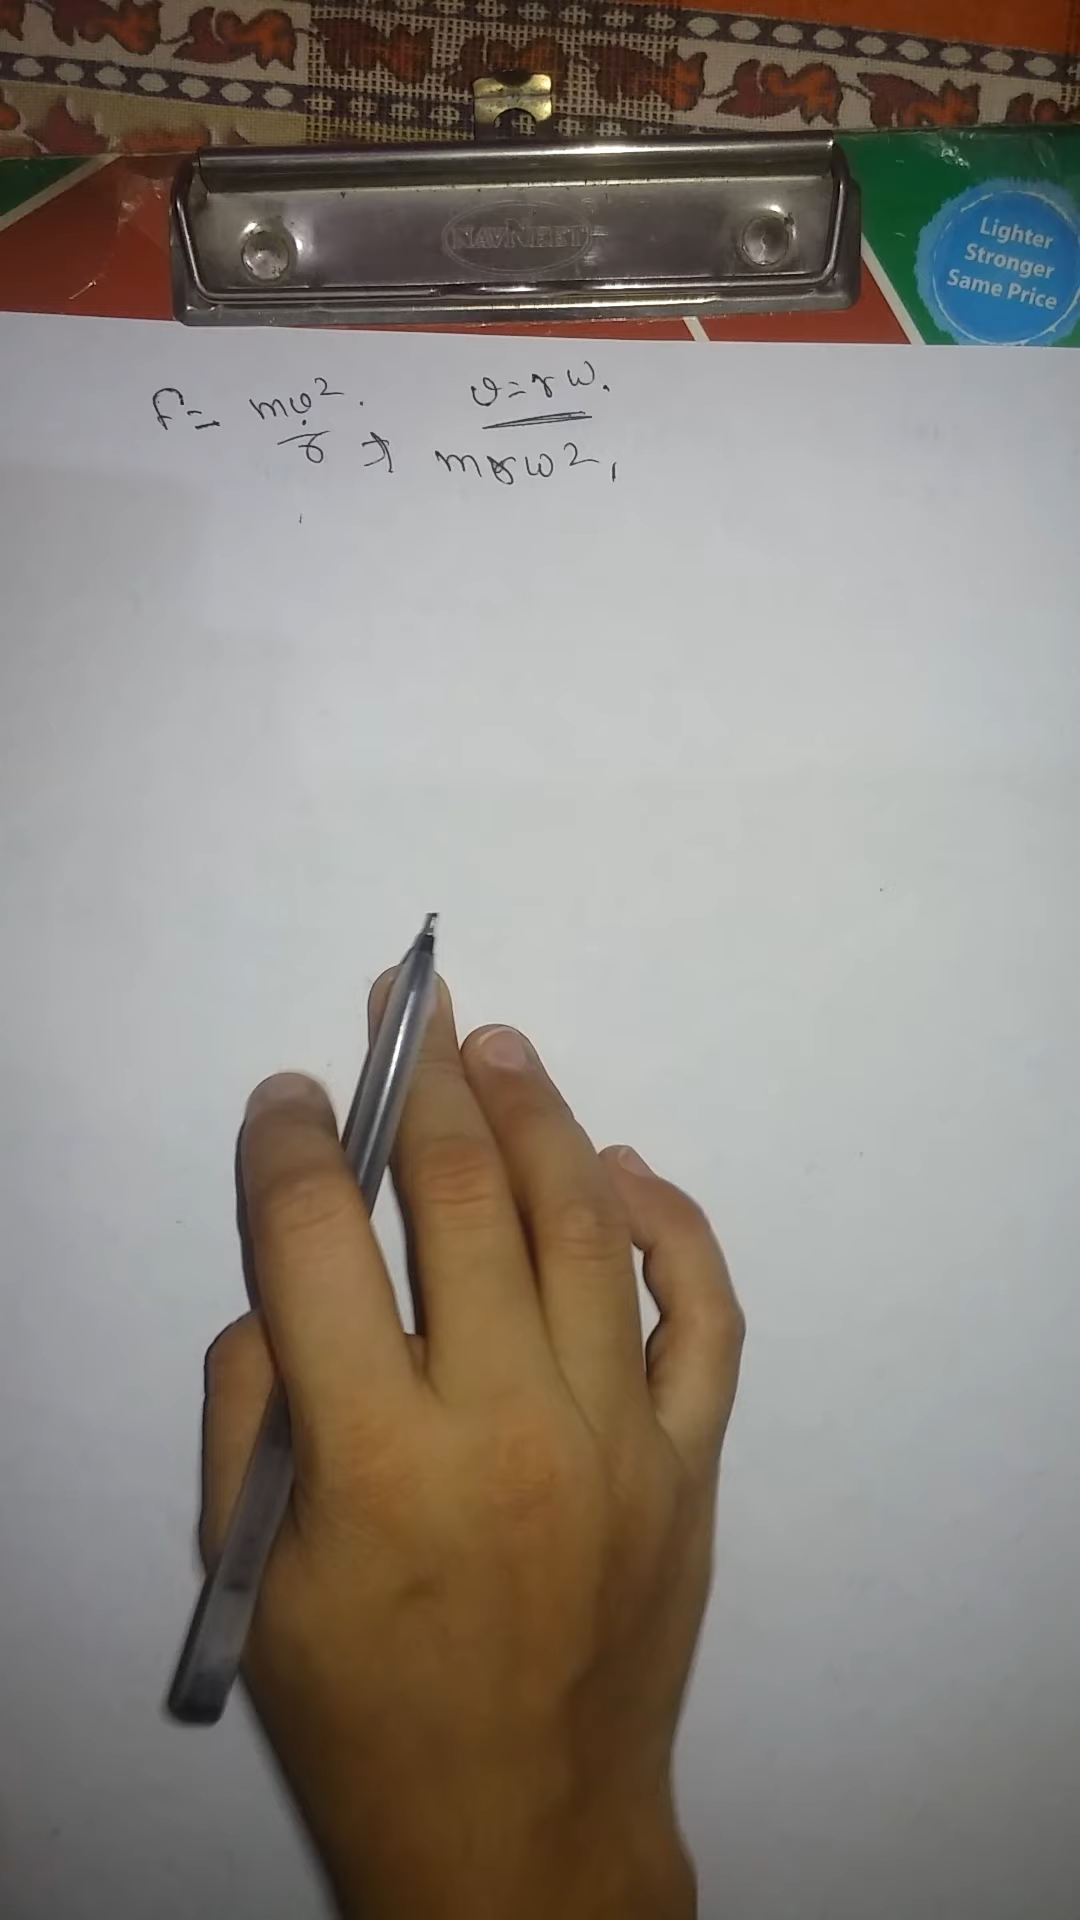 NAVNEET
Lighter
Stronger
Same Price
F = mv². v = rω.
r → mrω²,